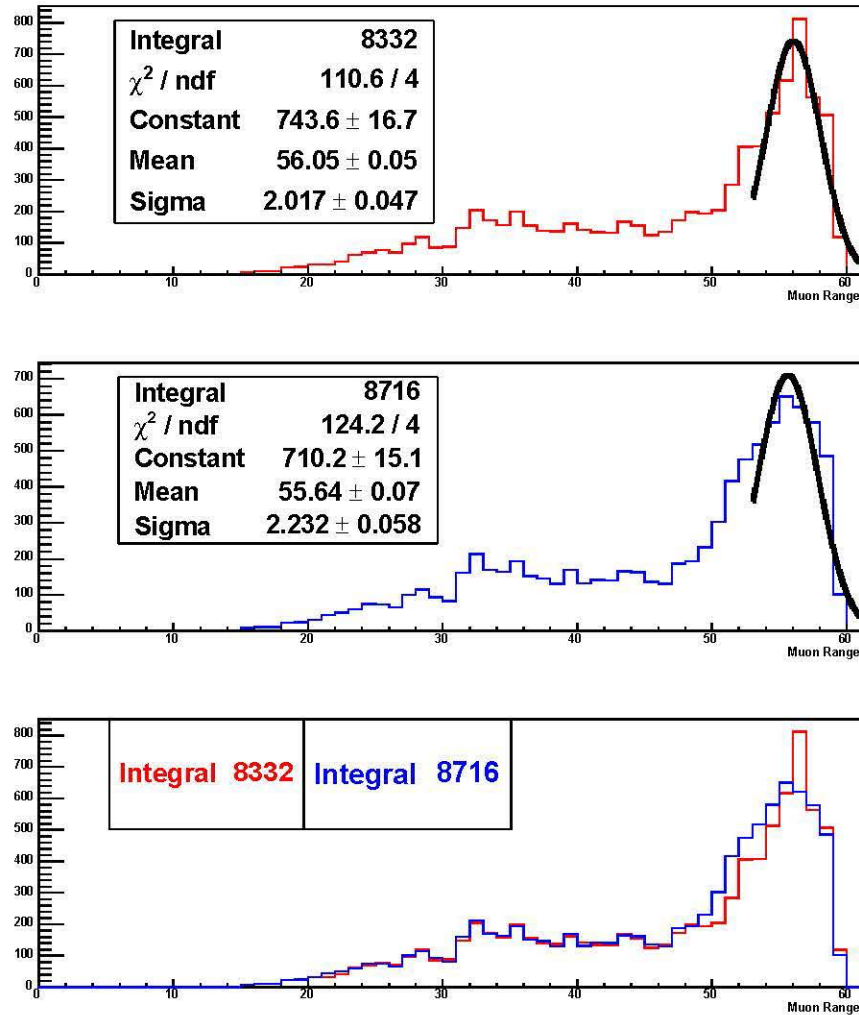 800
700
600
500
400
300
200
100
0
Integral 8332
χ² / ndf 110.6 / 4
Constant 743.6 ± 16.7
Mean 56.05 ± 0.05
Sigma 2.017 ± 0.047
0 10 20 30 40 50 60
Muon Range
700
600
500
400
300
200
100
0
Integral 8716
χ² / ndf 124.2 / 4
Constant 710.2 ± 15.1
Mean 55.64 ± 0.07
Sigma 2.232 ± 0.058
0 10 20 30 40 50 60
Muon Range
800
700
600
500
400
300
200
100
0
Integral 8332 Integral 8716
0 10 20 30 40 50 60
Muon Range